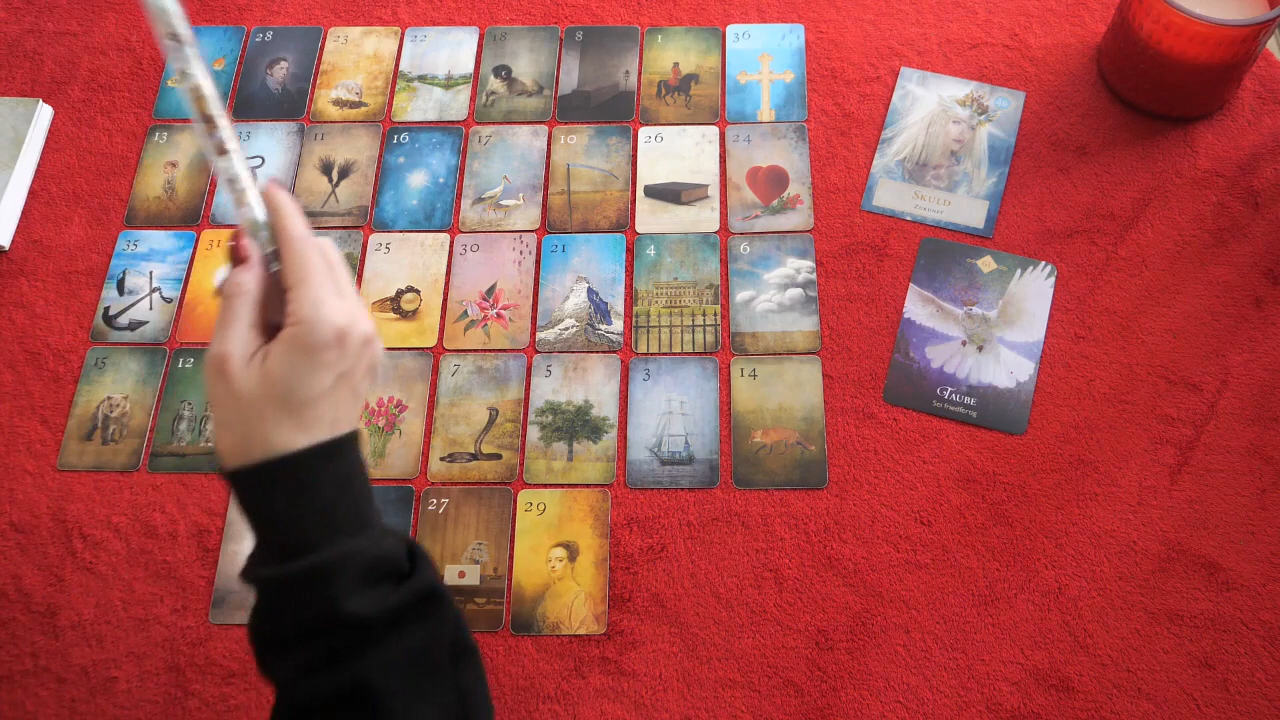 28 23 22 18 8 1 36
13 33 11 16 17 10 26 24
35 31 25 30 21 4 6
15 12 7 5 3 14
27 29
SKULD
ZUKUNFT
TAUBE
Sei friedfertig